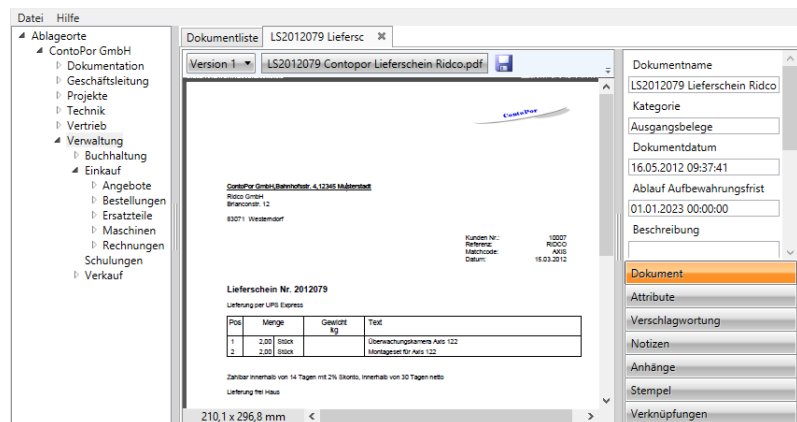 Datei Hilfe
Ablageorte
ContoPor GmbH
Dokumentation
Geschäftsleitung
Projekte
Technik
Vertrieb
Verwaltung
Buchhaltung
Einkauf
Angebote
Bestellungen
Ersatzteile
Maschinen
Rechnungen
Schulungen
Verkauf
Dokumentliste LS2012079 Liefersc
Version 1 LS2012079 Contopor Lieferschein Ridco.pdf
ContoPor
ContoPor GmbH,Bahnhofstr. 4,12345 Musterstadt
Ridco GmbH
Brianconstr. 12
83071 Westerndorf
Kunden Nr.: 10007
Referenz: RIDCO
Matchcode: AXIS
Datum: 15.03.2012
Lieferschein Nr. 2012079
Lieferung per UPS Express
Pos Menge Gewicht Text
kg
1 2,00 Stück Überwachungskamera Axis 122
2 2,00 Stück Montageset für Axis 122
Zahlbar innerhalb von 14 Tagen mit 2% Skonto, innerhalb von 30 Tagen netto
Lieferung frei Haus
210,1 x 296,8 mm
Dokumentname
LS2012079 Lieferschein Ridco
Kategorie
Ausgangsbelege
Dokumentdatum
16.05.2012 09:37:41
Ablauf Aufbewahrungsfrist
01.01.2023 00:00:00
Beschreibung
Dokument
Attribute
Verschlagwortung
Notizen
Anhänge
Stempel
Verknüpfungen